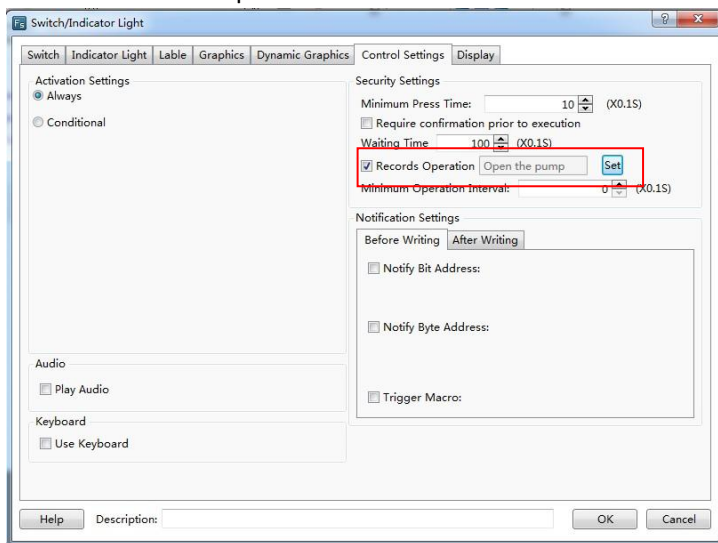 Switch/Indicator Light
Switch Indicator Light Lable Graphics Dynamic Graphics Control Settings Display
Activation Settings
Always
Conditional
Audio
Play Audio
Keyboard
Use Keyboard
Security Settings
Minimum Press Time: 10 (X0.1S)
Require confirmation prior to execution
Waiting Time 100 (X0.1S)
Records Operation Open the pump Set
Minimum Operation Interval: 0 (X0.1S)
Notification Settings
Before Writing After Writing
Notify Bit Address:
Notify Byte Address:
Trigger Macro:
Help Description: OK Cancel